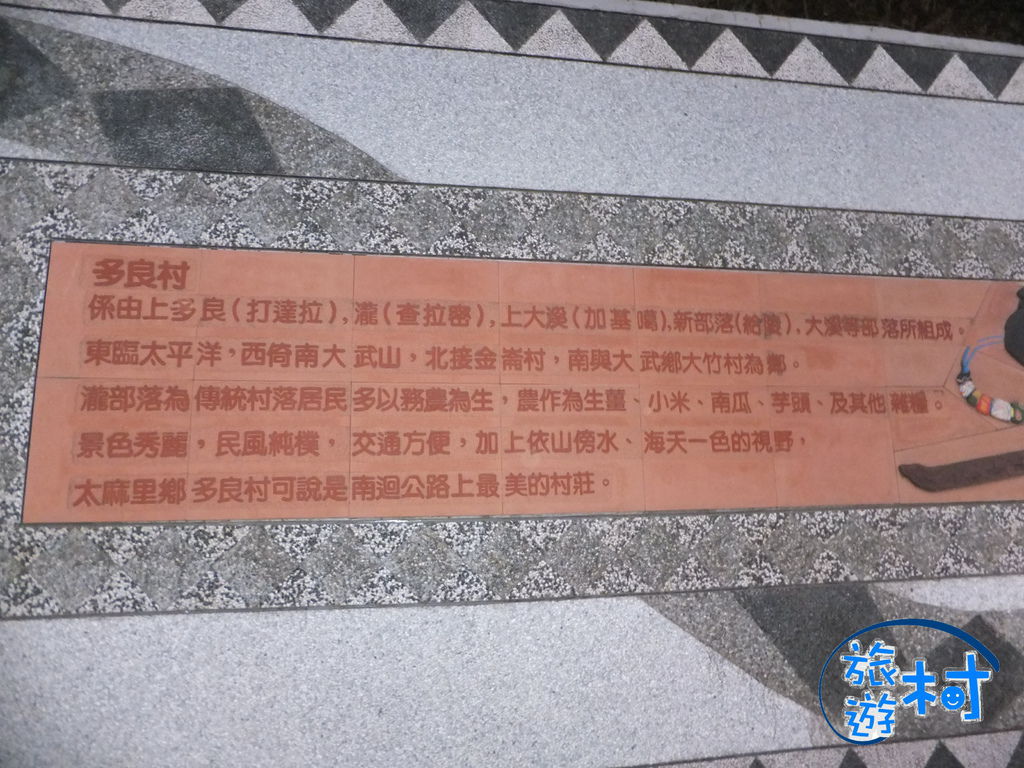 多良村
係由上多良(打達拉),瀧(查拉密),上大溪(加基噶),新部落(給陵)、大溪等部落所組成。
東臨太平洋,西倚南大武山,北接金崙村,南與大武鄉大竹村為鄰。
瀧部落為傳統村落居民多以務農為生,農作為生薑、小米、南瓜、芋頭、及其他雜糧。
景色秀麗,民風純樸,交通方便,加上依山傍水、海天一色的視野,
太麻里鄉多良村可說是南迴公路上最美的村莊。
旅遊村